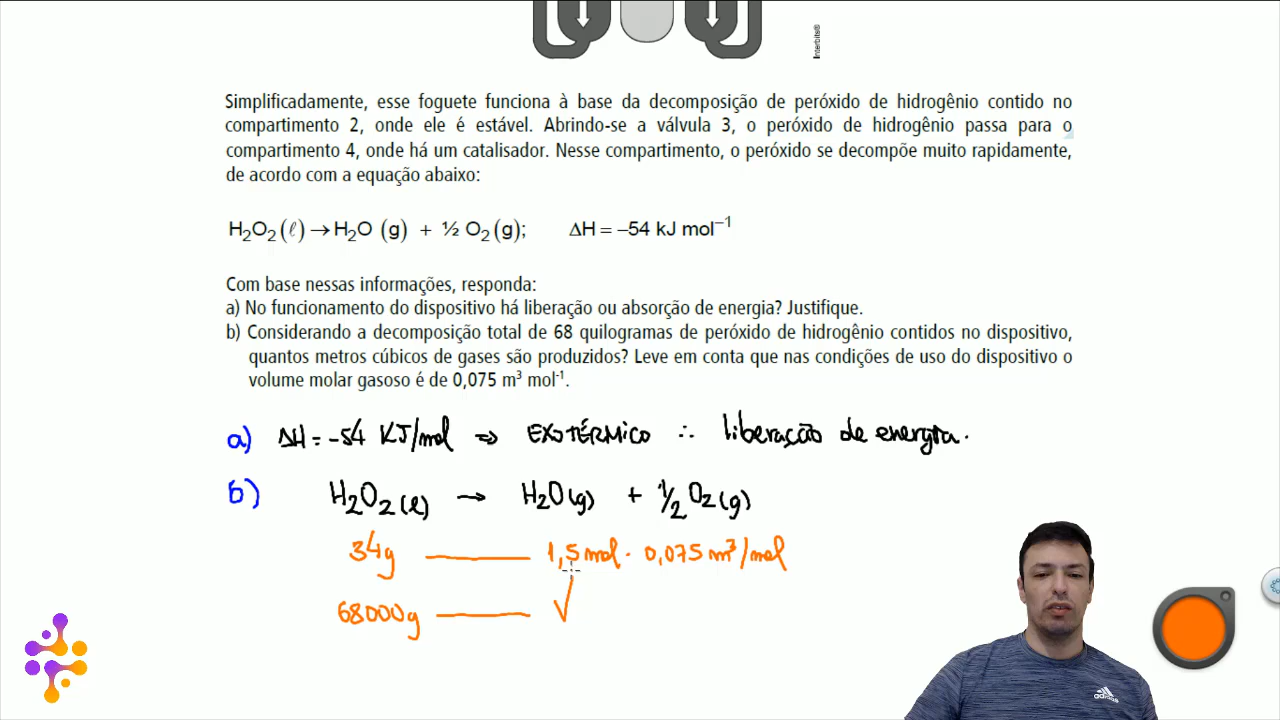 Interbits®
Simplificadamente, esse foguete funciona à base da decomposição de peróxido de hidrogênio contido no
compartimento 2, onde ele é estável. Abrindo-se a válvula 3, o peróxido de hidrogênio passa para o
compartimento 4, onde há um catalisador. Nesse compartimento, o peróxido se decompõe muito rapidamente,
de acordo com a equação abaixo:
H₂O₂(ℓ) → H₂O (g) + ½ O₂(g); ΔH = −54 kJ mol⁻¹
Com base nessas informações, responda:
a) No funcionamento do dispositivo há liberação ou absorção de energia? Justifique.
b) Considerando a decomposição total de 68 quilogramas de peróxido de hidrogênio contidos no dispositivo,
quantos metros cúbicos de gases são produzidos? Leve em conta que nas condições de uso do dispositivo o
volume molar gasoso é de 0,075 m³ mol⁻¹.
a) ΔH = -54 KJ/mol ⇒ EXOTÉRMICO ∴ liberação de energia.
b) H₂O₂(ℓ) → H₂O(g) + 1/2 O₂(g)
34g —— 1,5 mol · 0,075 m³/mol
68000g —— V
adidas